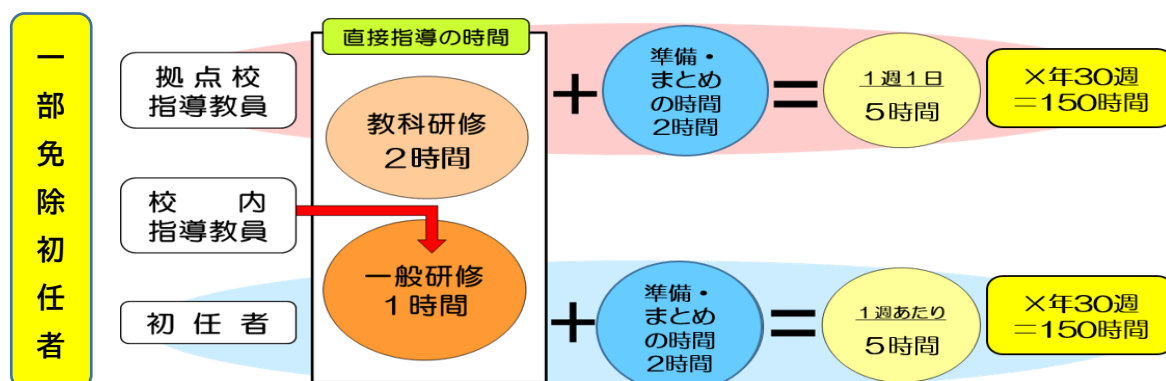 一部免除初任者
直接指導の時間
拠点校
指導教員
教科研修
2時間
+
準備・
まとめ
の時間
2時間
=
1週1日
5時間
×年30週
=150時間
校　内
指導教員
一般研修
1時間
初任者
+
準備・
まとめ
の時間
2時間
=
1週あたり
5時間
×年30週
=150時間